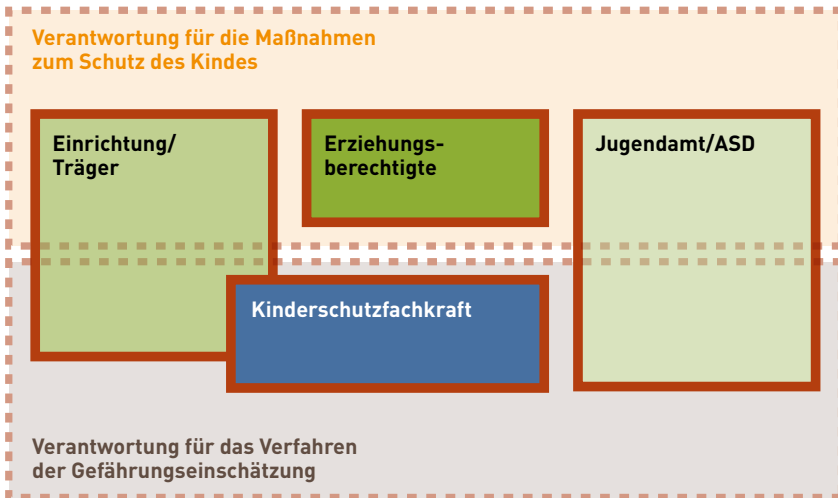 Verantwortung für die Maßnahmen
zum Schutz des Kindes
Einrichtung/
Träger
Erziehungs-
berechtigte
Jugendamt/ASD
Kinderschutzfachkraft
Verantwortung für das Verfahren
der Gefährungseinschätzung